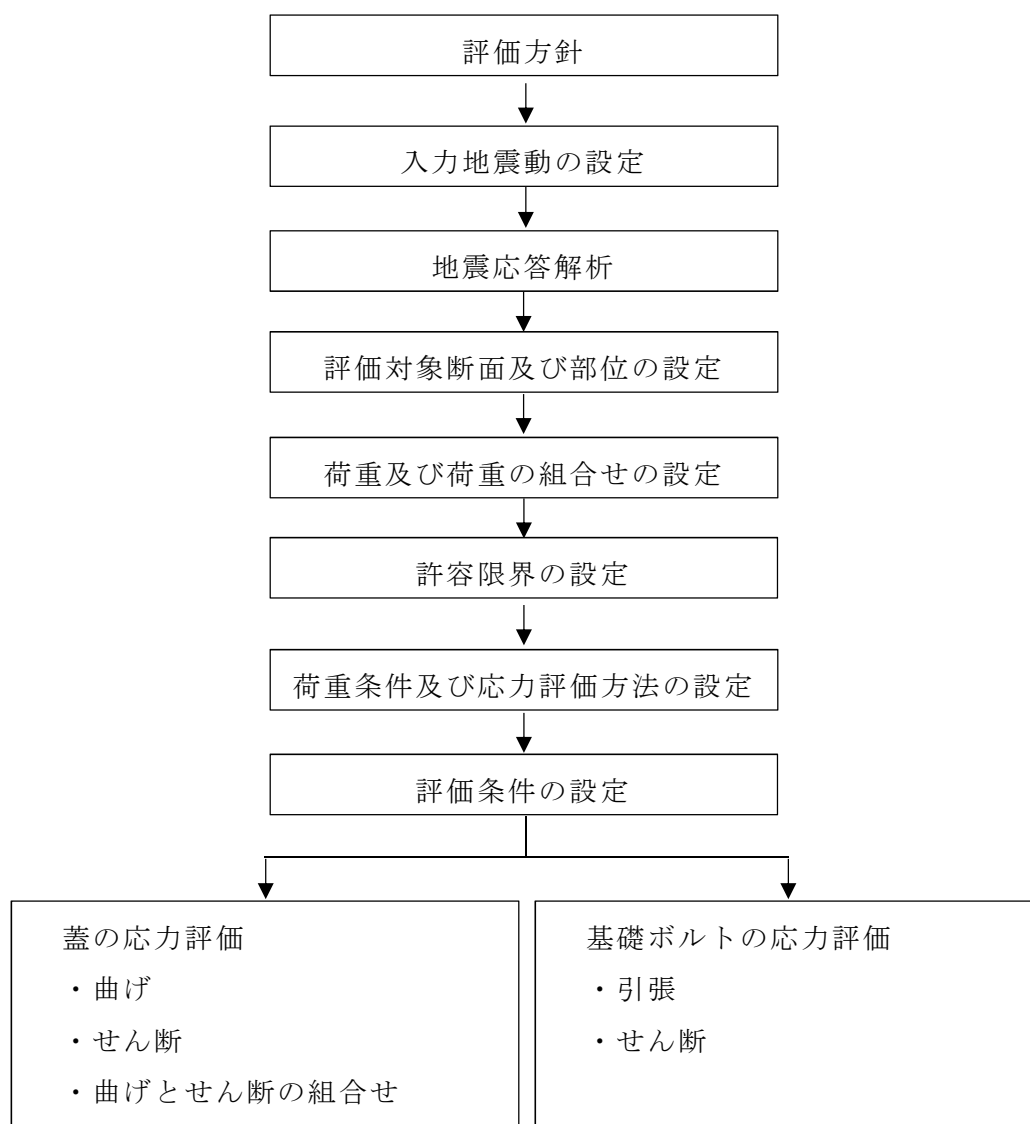 評価方針
入力地震動の設定
地震応答解析
評価対象断面及び部位の設定
荷重及び荷重の組合せの設定
許容限界の設定
荷重条件及び応力評価方法の設定
評価条件の設定
蓋の応力評価
・曲げ
・せん断
・曲げとせん断の組合せ
基礎ボルトの応力評価
・引張
・せん断